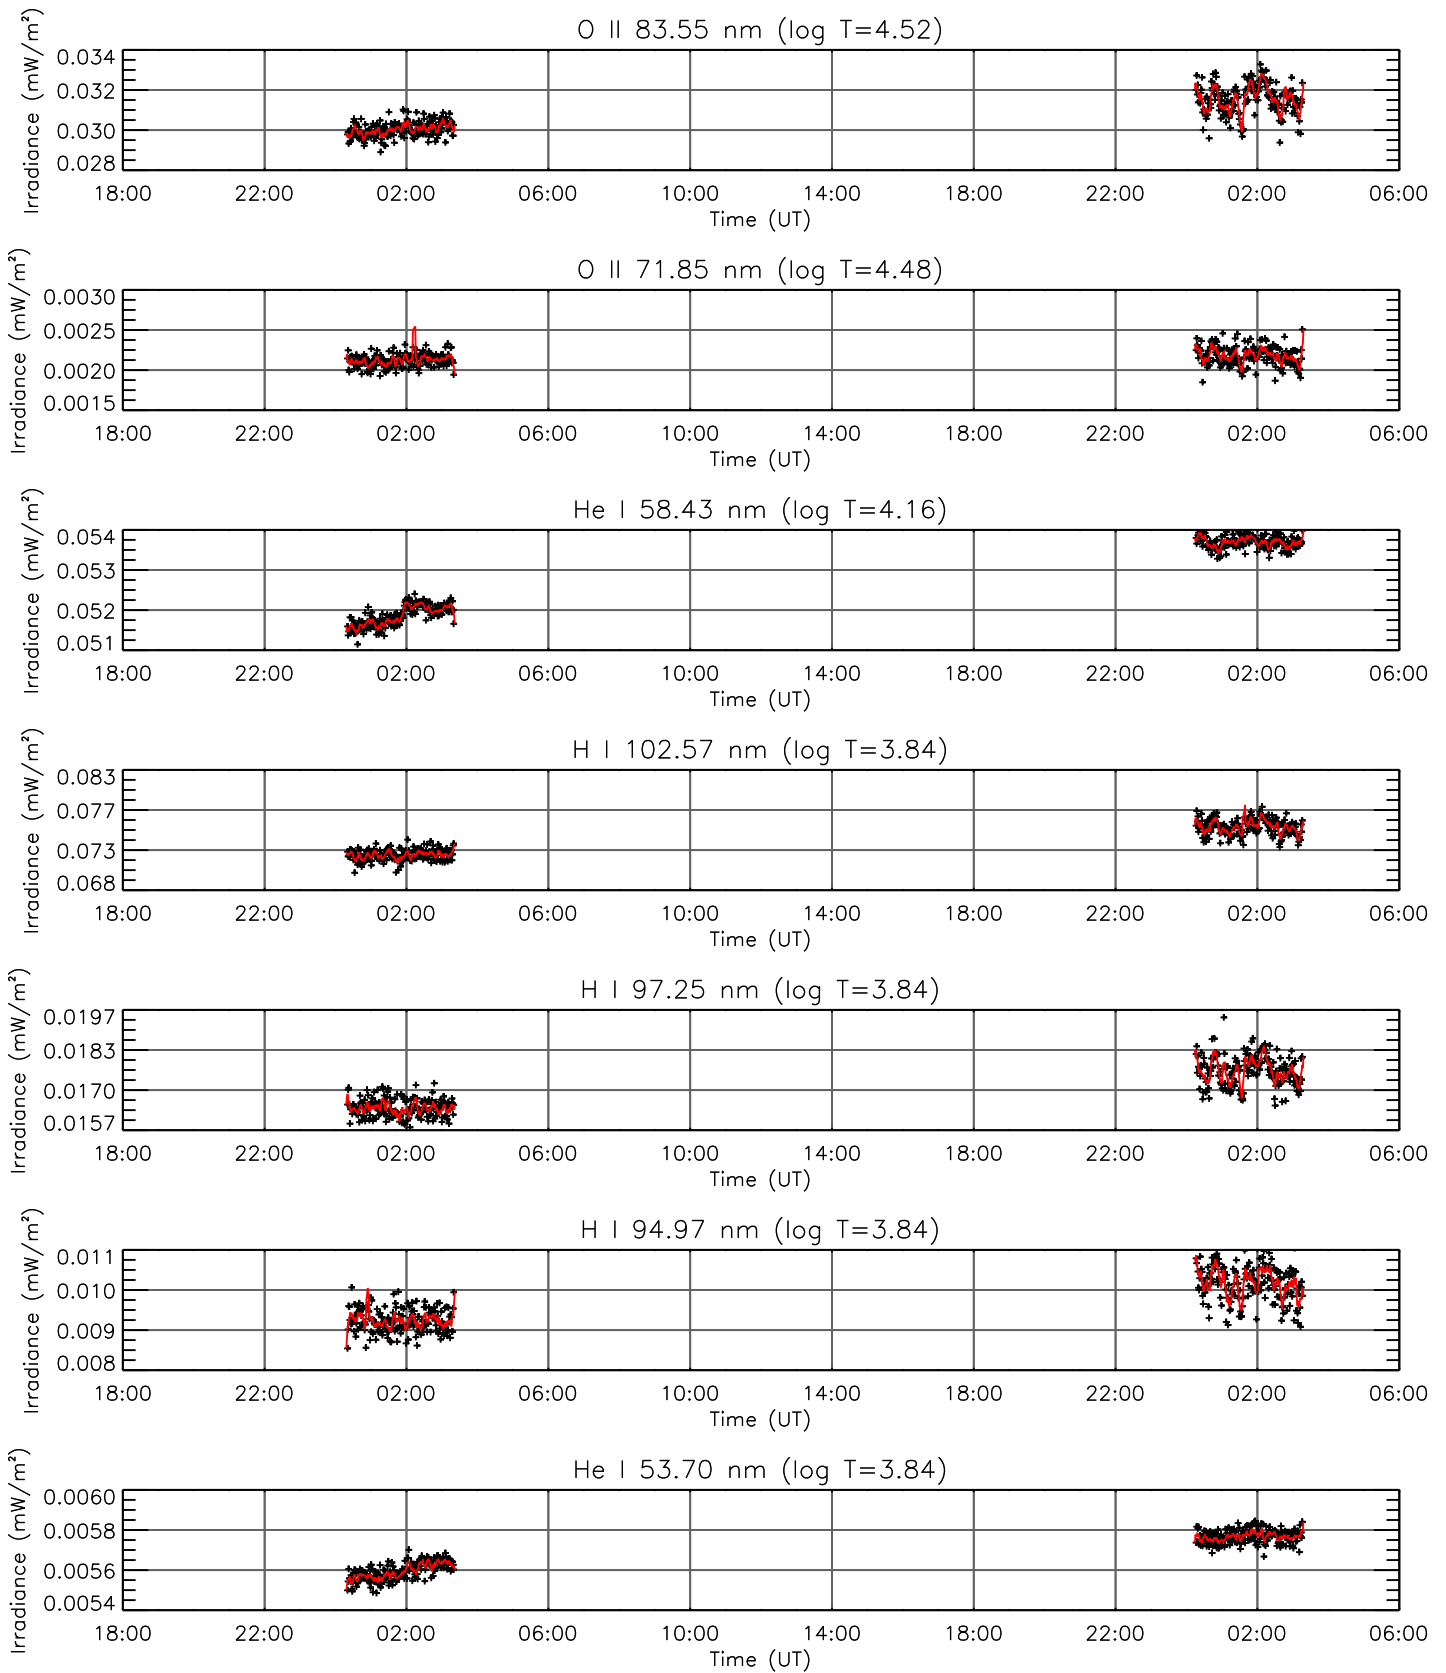 O II 83.55 nm (log T=4.52)
Irradiance (mW/m²)
0.034
0.032
0.030
0.028
18:00 22:00 02:00 06:00 10:00 14:00 18:00 22:00 02:00 06:00
Time (UT)
O II 71.85 nm (log T=4.48)
Irradiance (mW/m²)
0.0030
0.0025
0.0020
0.0015
18:00 22:00 02:00 06:00 10:00 14:00 18:00 22:00 02:00 06:00
Time (UT)
He I 58.43 nm (log T=4.16)
Irradiance (mW/m²)
0.054
0.053
0.052
0.051
18:00 22:00 02:00 06:00 10:00 14:00 18:00 22:00 02:00 06:00
Time (UT)
H I 102.57 nm (log T=3.84)
Irradiance (mW/m²)
0.083
0.077
0.073
0.068
18:00 22:00 02:00 06:00 10:00 14:00 18:00 22:00 02:00 06:00
Time (UT)
H I 97.25 nm (log T=3.84)
Irradiance (mW/m²)
0.0197
0.0183
0.0170
0.0157
18:00 22:00 02:00 06:00 10:00 14:00 18:00 22:00 02:00 06:00
Time (UT)
H I 94.97 nm (log T=3.84)
Irradiance (mW/m²)
0.011
0.010
0.009
0.008
18:00 22:00 02:00 06:00 10:00 14:00 18:00 22:00 02:00 06:00
Time (UT)
He I 53.70 nm (log T=3.84)
Irradiance (mW/m²)
0.0060
0.0058
0.0056
0.0054
18:00 22:00 02:00 06:00 10:00 14:00 18:00 22:00 02:00 06:00
Time (UT)